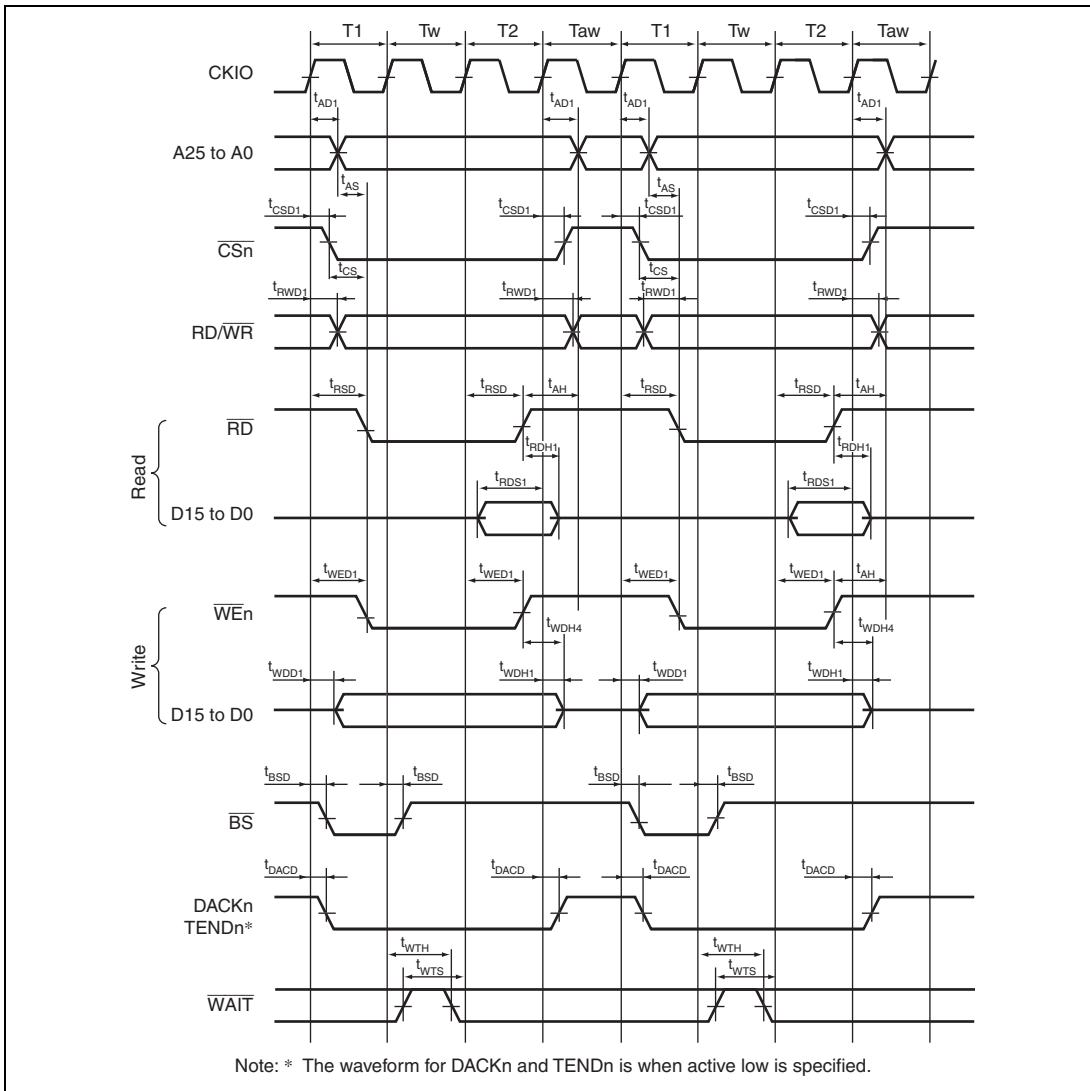 T1 Tw T2 Taw T1 Tw T2 Taw
CKIO
tAD1 tAD1 tAD1 tAD1
A25 to A0
tAS tAS
tCSD1 tCSD1 tCSD1 tCSD1
CSn
tCS tCS
tRWD1 tRWD1 tRWD1 tRWD1
RD/WR
tRSD tRSD tAH tRSD tRSD tAH
RD
tRDH1 tRDH1
Read
tRDS1 tRDS1
D15 to D0
tWED1 tWED1 tAH tWED1 tWED1 tAH
WEn
tWDH4 tWDH4
Write
tWDD1 tWDH1 tWDD1 tWDH1
D15 to D0
tBSD tBSD tBSD tBSD
BS
tDACD tDACD tDACD tDACD
DACKn
TENDn*
tWTH tWTH
tWTS tWTS
WAIT
Note: * The waveform for DACKn and TENDn is when active low is specified.